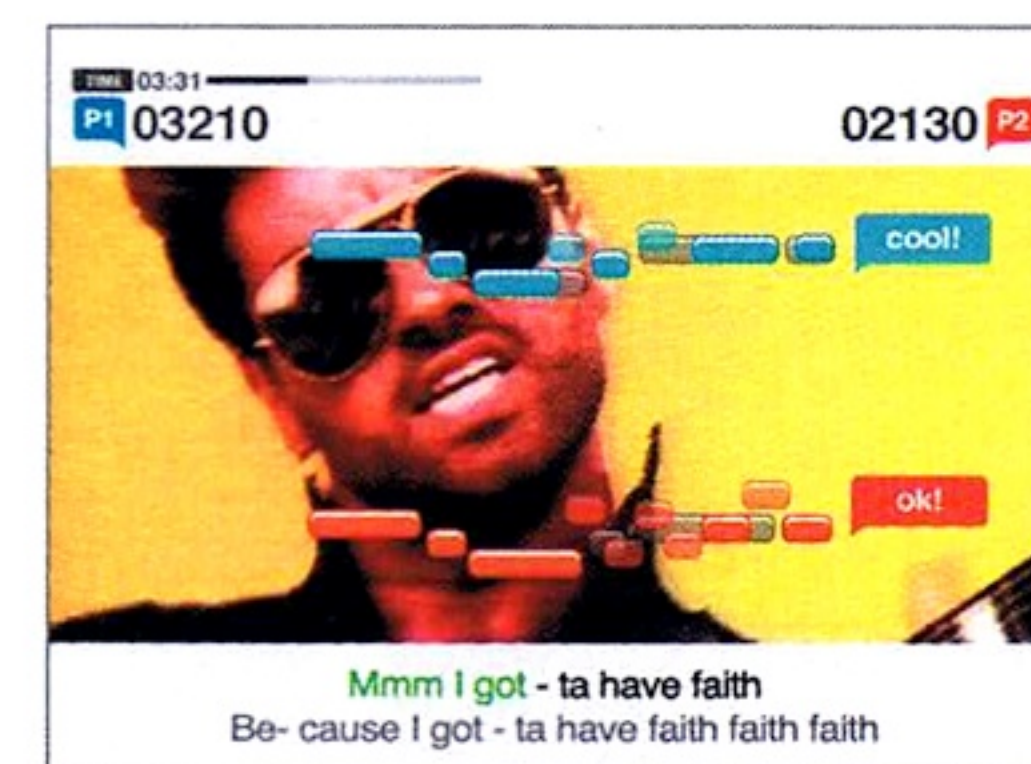 TIME 03:31
P1 03210
02130 P2
cool!
ok!
Mmm I got - ta have faith
Be- cause I got - ta have faith faith faith